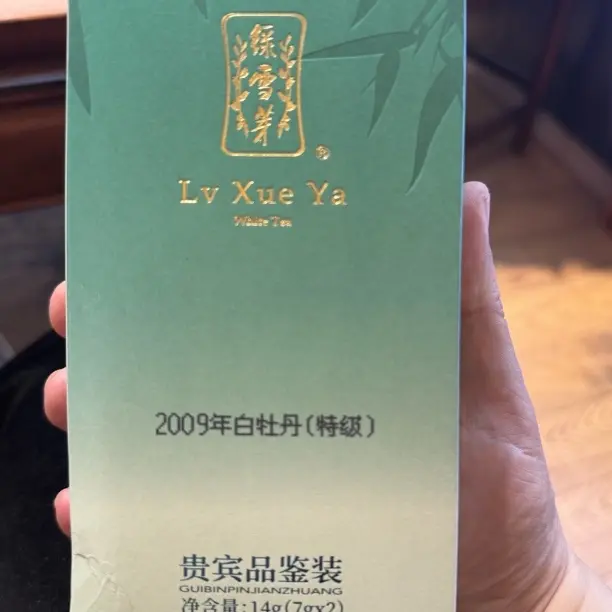 绿雪芽
®
Lv Xue Ya
White Tea
2009年白牡丹(特级)
贵宾品鉴装
GUIBINPINJIANZHUANG
净含量:14g(7gx2)